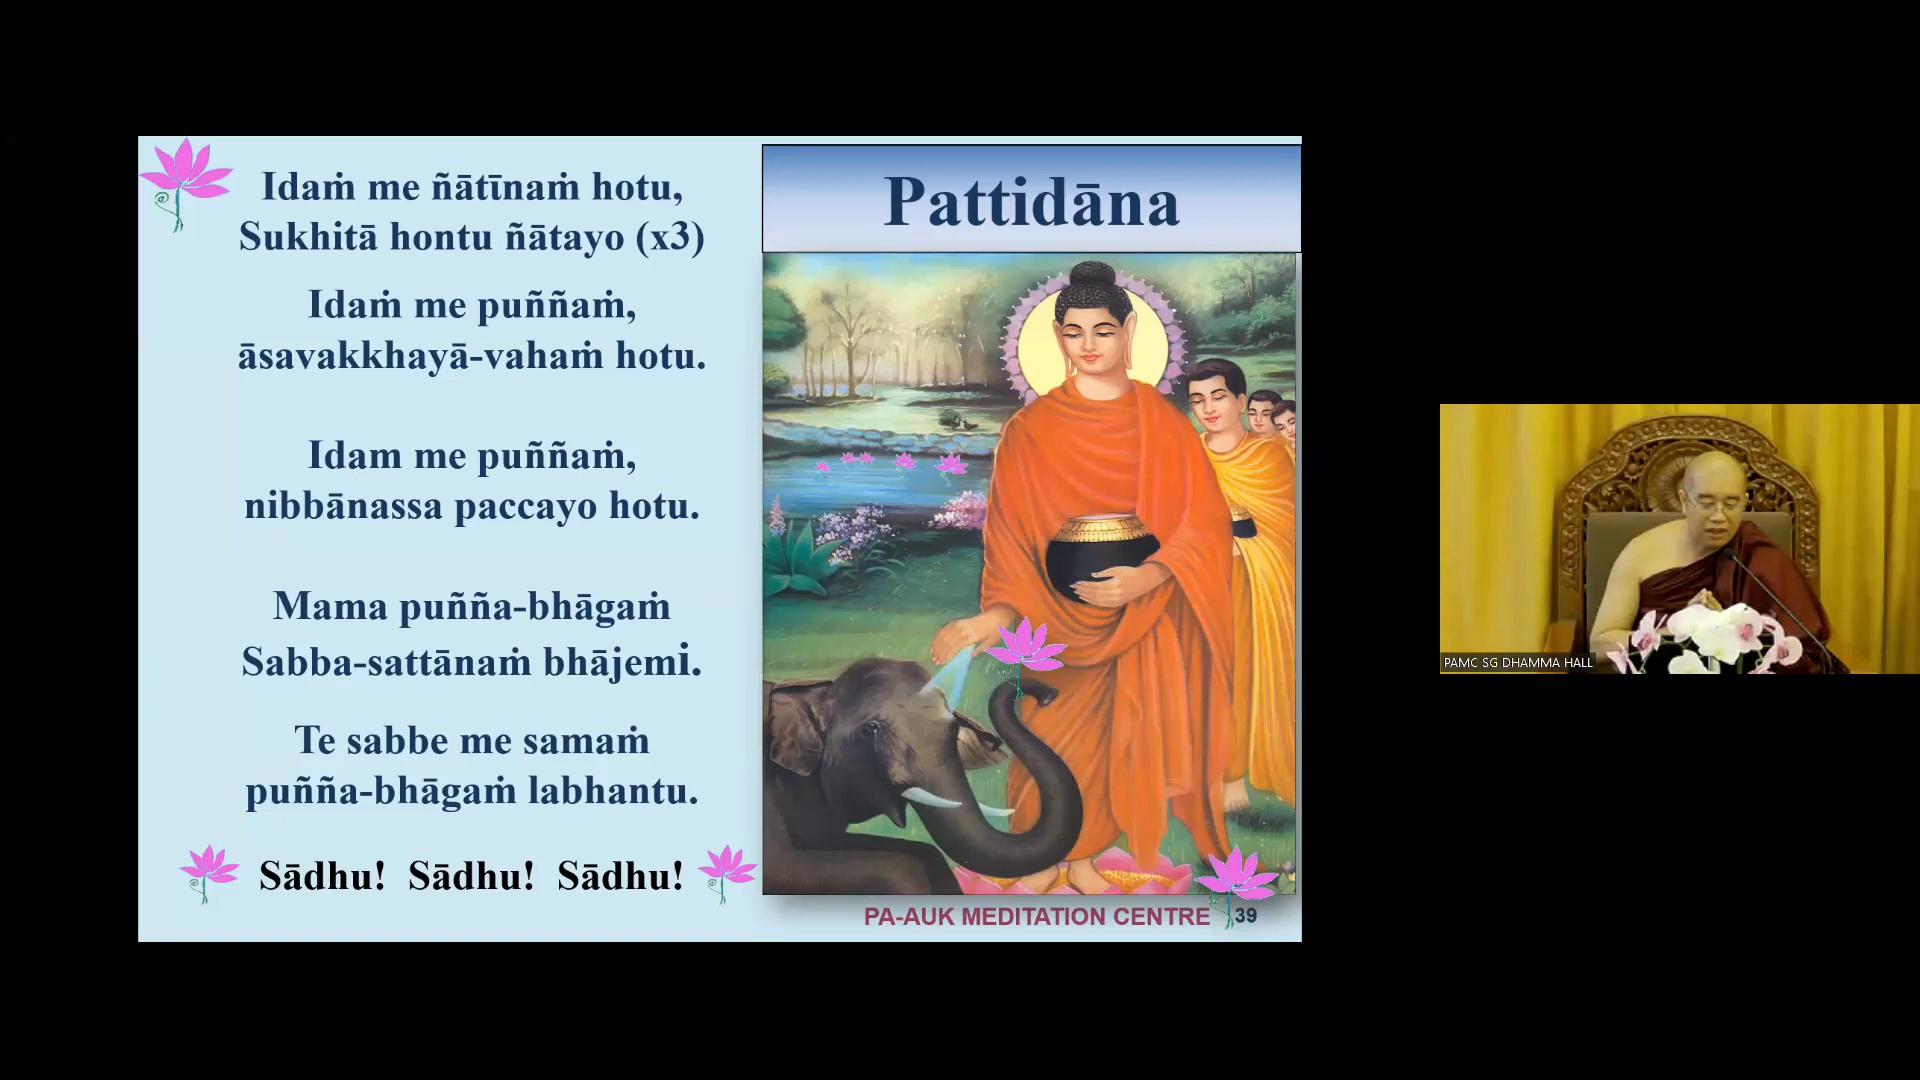 Idaṁ me ñātīnaṁ hotu,
Sukhitā hontu ñātayo (x3)
Idaṁ me puññaṁ,
āsavakkhayā-vahaṁ hotu.
Idam me puññaṁ,
nibbānassa paccayo hotu.
Mama puñña-bhāgaṁ
Sabba-sattānaṁ bhājemi.
Te sabbe me samaṁ
puñña-bhāgaṁ labhantu.
Sādhu! Sādhu! Sādhu!
Pattidāna
PA-AUK MEDITATION CENTRE 39
PAMC SG DHAMMA HALL